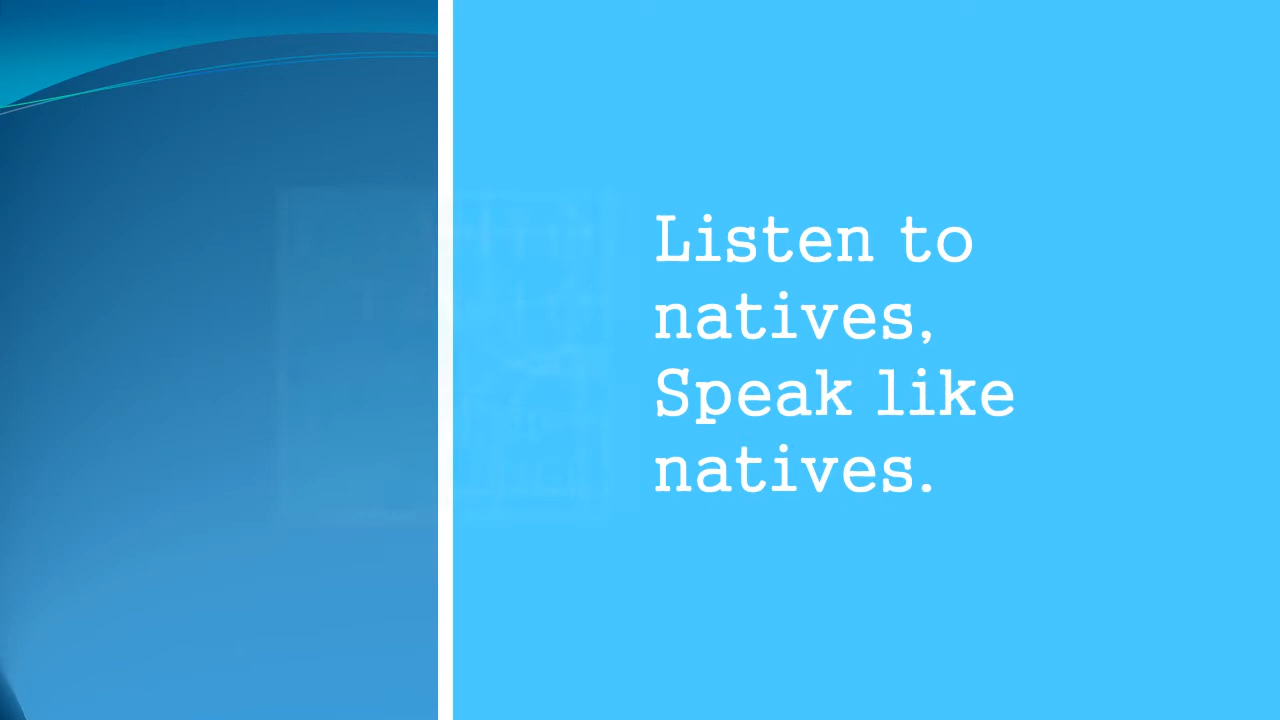 Listen to
natives,
Speak like
natives.